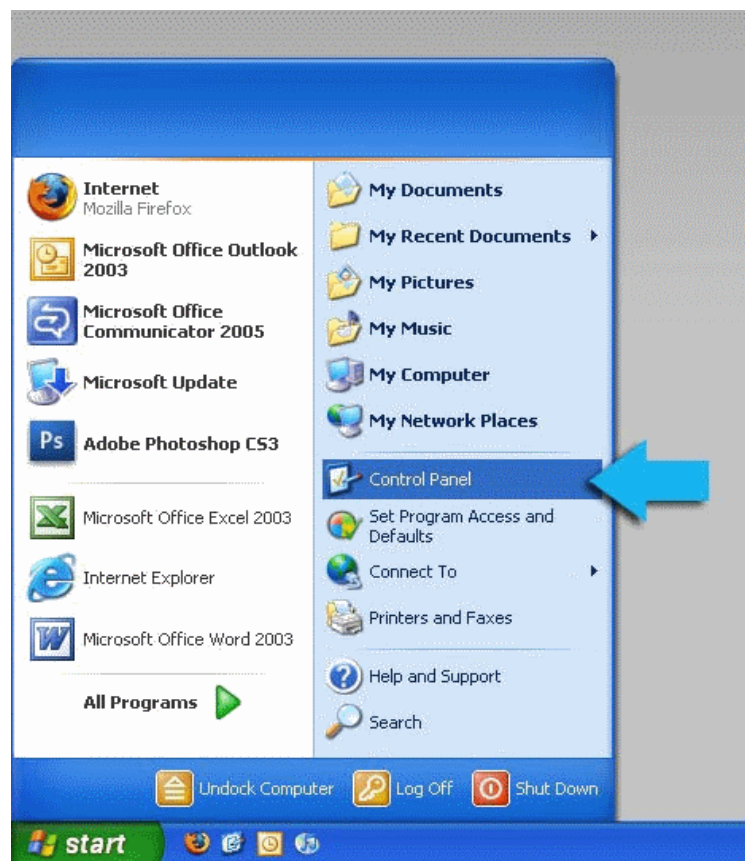 Internet
Mozilla Firefox
Microsoft Office Outlook
2003
Microsoft Office
Communicator 2005
Microsoft Update
Ps
Adobe Photoshop CS3
Microsoft Office Excel 2003
Internet Explorer
Microsoft Office Word 2003
All Programs
My Documents
My Recent Documents
My Pictures
My Music
My Computer
My Network Places
Control Panel
Set Program Access and
Defaults
Connect To
Printers and Faxes
Help and Support
Search
Undock Computer
Log Off
Shut Down
start